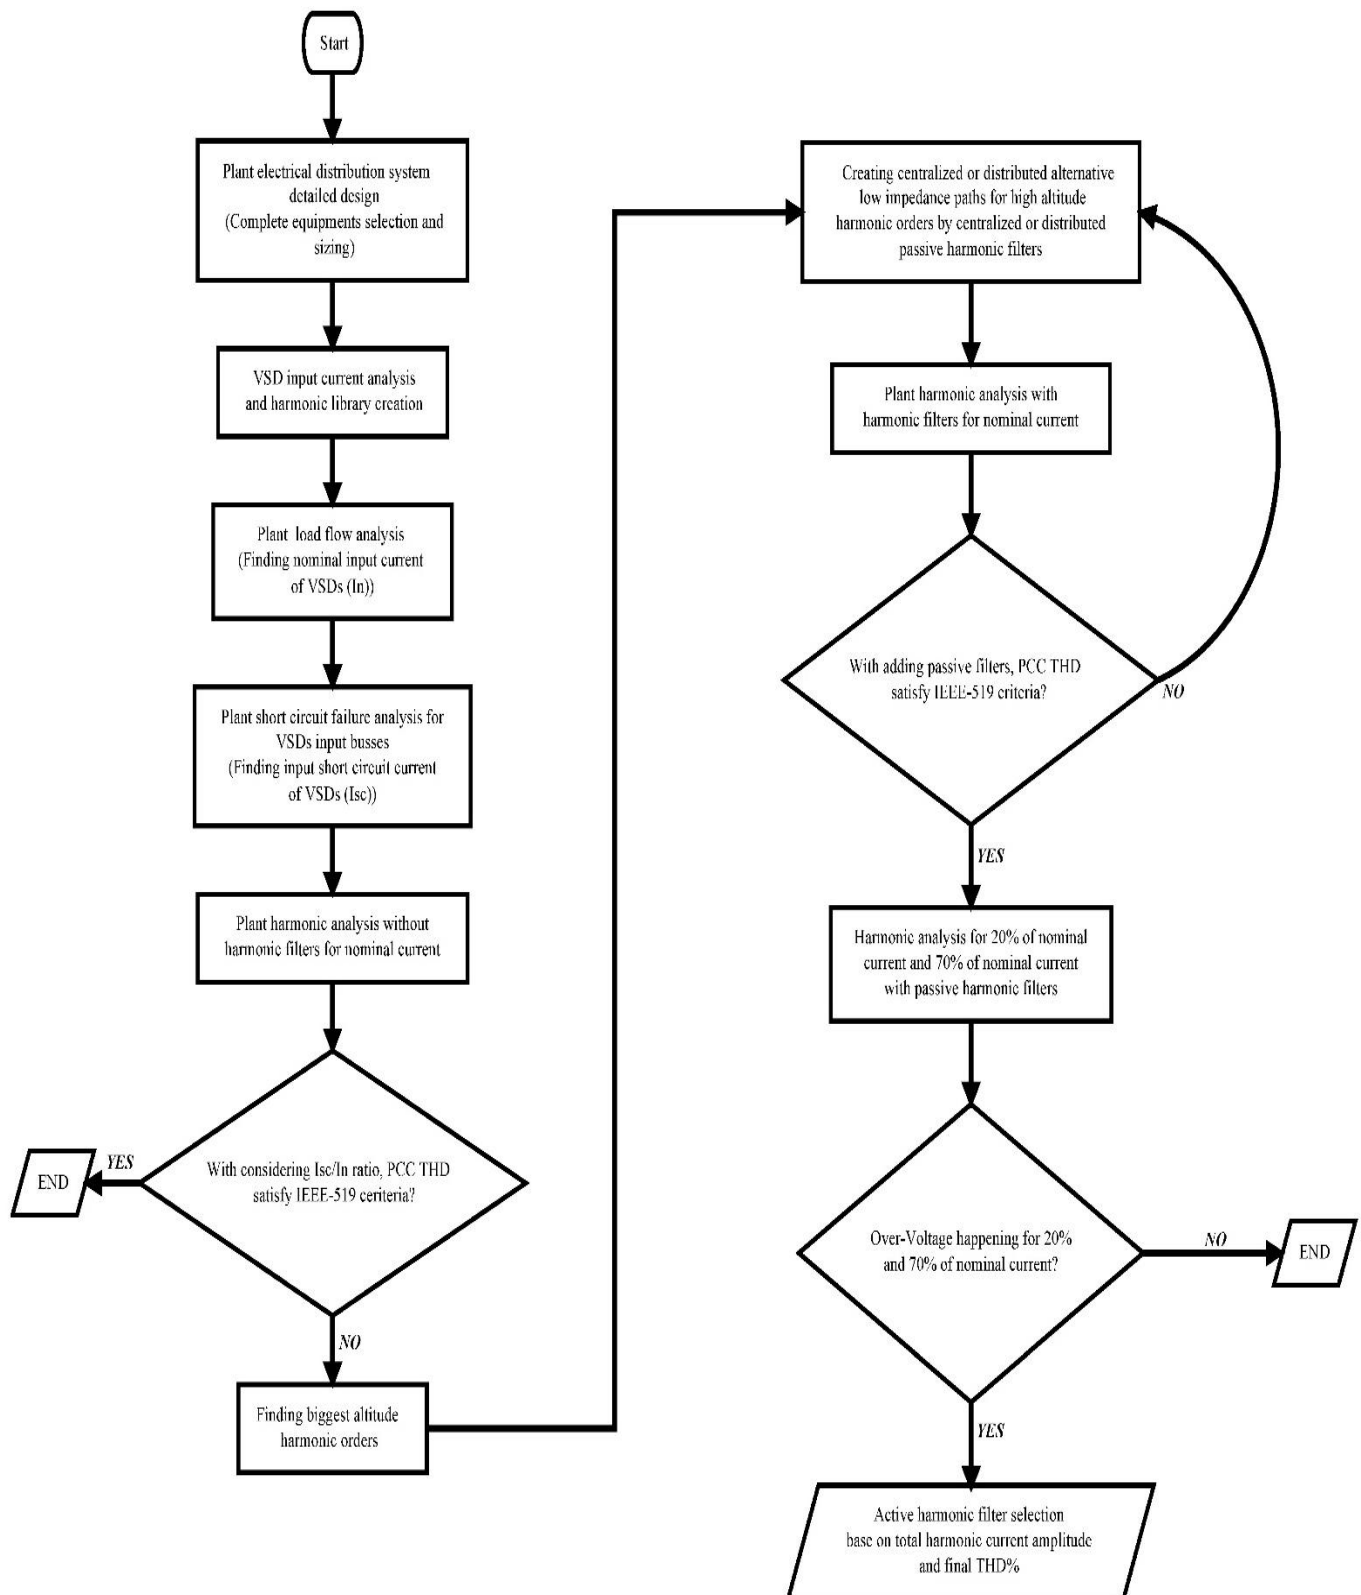 Start
Plant electrical distribution system
detailed design
(Complete equipments selection and
sizing)
VSD input current analysis
and harmonic library creation
Plant load flow analysis
(Finding nominal input current
of VSDs (In))
Plant short circuit failure analysis for
VSDs input busses
(Finding input short circuit current
of VSDs (Isc))
Plant harmonic analysis without
harmonic filters for nominal current
With considering Isc/In ratio, PCC THD
satisfy IEEE-519 ceriteria?
YES
END
NO
Finding biggest altitude
harmonic orders
Creating centralized or distributed alternative
low impedance paths for high altitude
harmonic orders by centralized or distributed
passive harmonic filters
Plant harmonic analysis with
harmonic filters for nominal current
With adding passive filters, PCC THD
satisfy IEEE-519 criteria?
NO
YES
Harmonic analysis for 20% of nominal
current and 70% of nominal current
with passive harmonic filters
Over-Voltage happening for 20%
and 70% of nominal current?
NO
END
YES
Active harmonic filter selection
base on total harmonic current amplitude
and final THD%